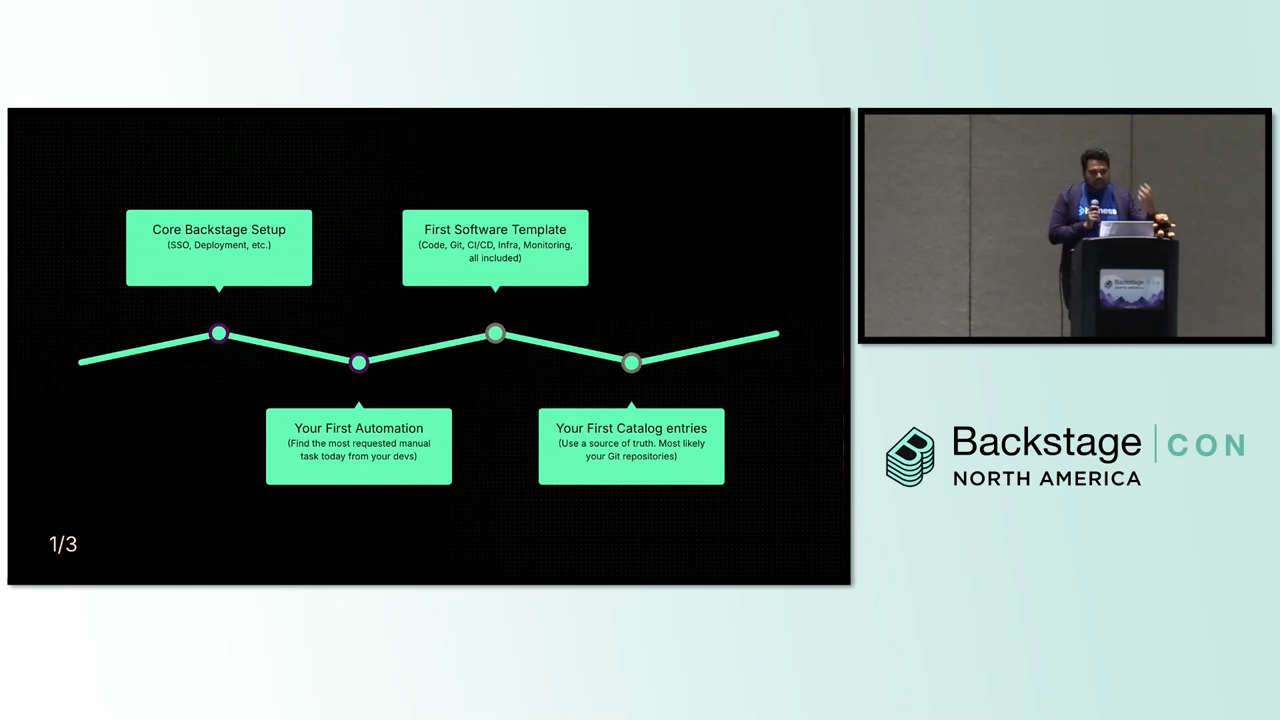 Core Backstage Setup
(SSO, Deployment, etc.)
First Software Template
(Code, Git, CI/CD, Infra, Monitoring,
all included)
Your First Automation
(Find the most requested manual
task today from your devs)
Your First Catalog entries
(Use a source of truth. Most likely
your Git repositories)
1/3
Backstage
Backstage CON
NORTH AMERICA